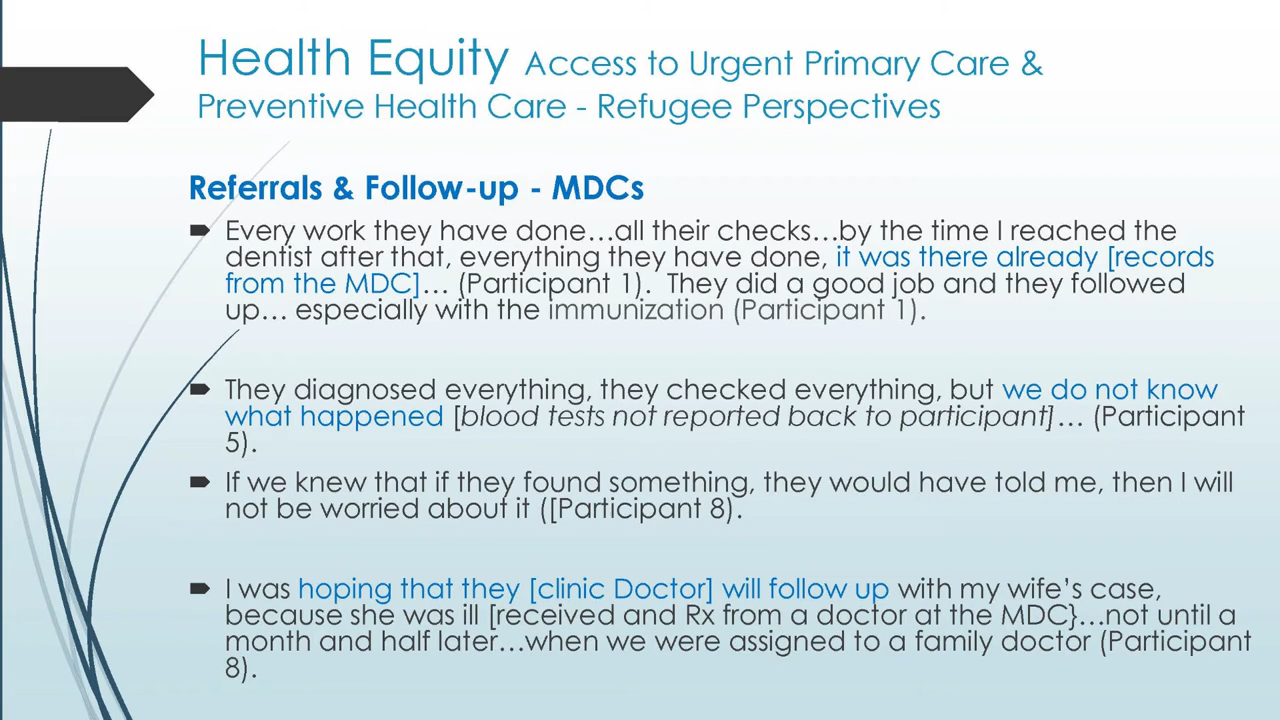 Health Equity Access to Urgent Primary Care &
Preventive Health Care - Refugee Perspectives
Referrals & Follow-up - MDCs
Every work they have done…all their checks…by the time I reached the
dentist after that, everything they have done, it was there already [records
from the MDC]… (Participant 1).  They did a good job and they followed
up… especially with the immunization (Participant 1).
They diagnosed everything, they checked everything, but we do not know
what happened [blood tests not reported back to participant]… (Participant
5).
If we knew that if they found something, they would have told me, then I will
not be worried about it ([Participant 8).
I was hoping that they [clinic Doctor] will follow up with my wife’s case,
because she was ill [received and Rx from a doctor at the MDC}…not until a
month and half later…when we were assigned to a family doctor (Participant
8).